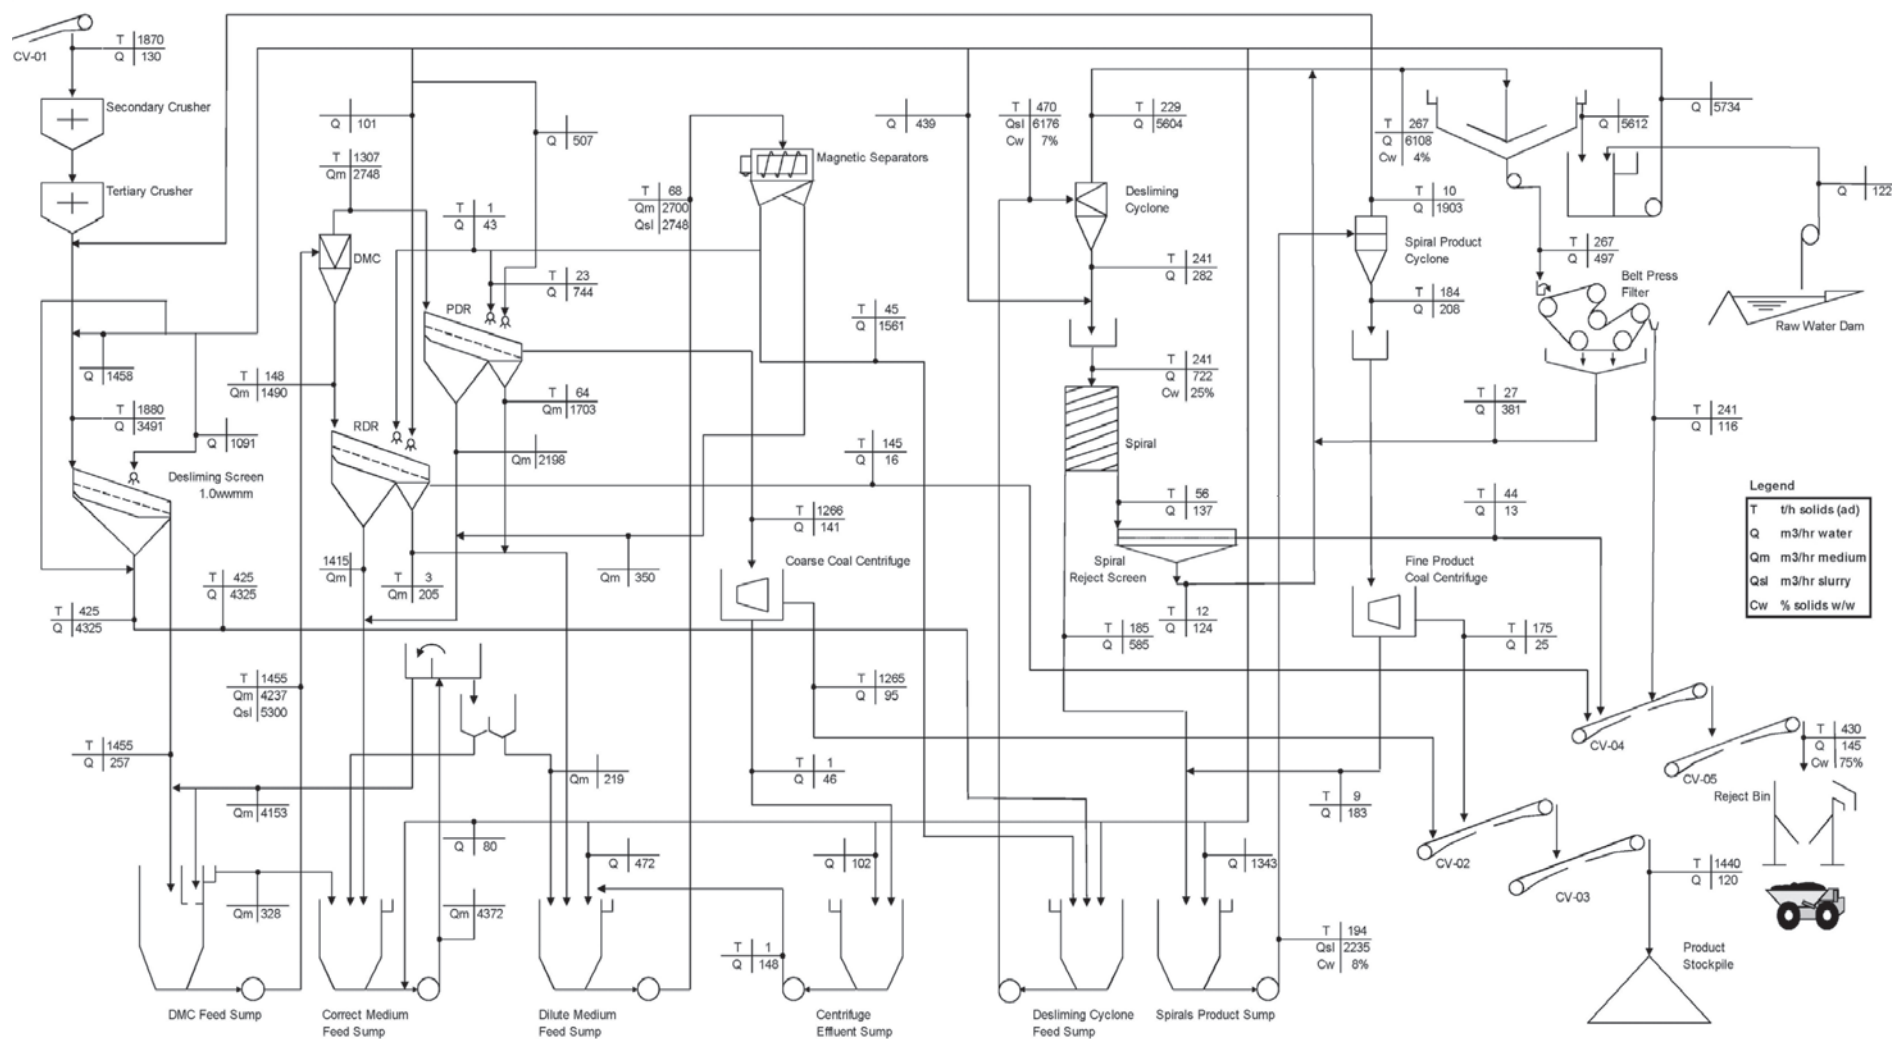 CV-01
T 1870
Q 130
Secondary Crusher
Tertiary Crusher
Q 101
T 1307
Qm 2748
Q 507
T 1
Q 43
DMC
T 23
Q 744
PDR
T 68
Qm 2700
Qsl 2748
Magnetic Separators
Q 439
T 470
Qsl 6176
Cw 7%
T 229
Q 5604
Desliming
Cyclone
T 241
Q 282
T 267
Q 6108
Cw 4%
T 10
Q 1903
Spiral Product
Cyclone
T 184
Q 208
Q 5612
Q 5734
Q 122
T 267
Q 497
Belt Press
Filter
Raw Water Dam
Q 1458
T 1880
Q 3491
Q 1091
Desliming Screen
1.0wwmm
T 148
Qm 1490
RDR
T 64
Qm 1703
Qm 2198
T 45
Q 1561
T 145
Q 16
T 241
Q 722
Cw 25%
Spiral
T 56
Q 137
T 27
Q 381
T 241
Q 116
T 44
Q 13
Legend
T t/h solids (ad)
Q m3/hr water
Qm m3/hr medium
Qsl m3/hr slurry
Cw % solids w/w
T 1266
Q 141
Coarse Coal Centrifuge
Qm 350
1415
Qm
T 3
Qm 205
T 425
Q 4325
T 425
Q 4325
Spiral
Reject Screen
T 12
Q 124
Fine Product
Coal Centrifuge
T 185
Q 585
T 175
Q 25
T 1455
Qm 4237
Qsl 5300
T 1265
Q 95
T 1455
Q 257
Qm 219
T 1
Q 46
Qm 4153
T 9
Q 183
CV-04
CV-05
T 430
Q 145
Cw 75%
Reject Bin
Q 80
Q 472
Q 102
Q 1343
CV-02
CV-03
T 1440
Q 120
Qm 328
Qm 4372
T 1
Q 148
T 194
Qsl 2235
Cw 8%
Product
Stockpile
DMC Feed Sump
Correct Medium
Feed Sump
Dilute Medium
Feed Sump
Centrifuge
Effluent Sump
Desliming Cyclone
Feed Sump
Spirals Product Sump